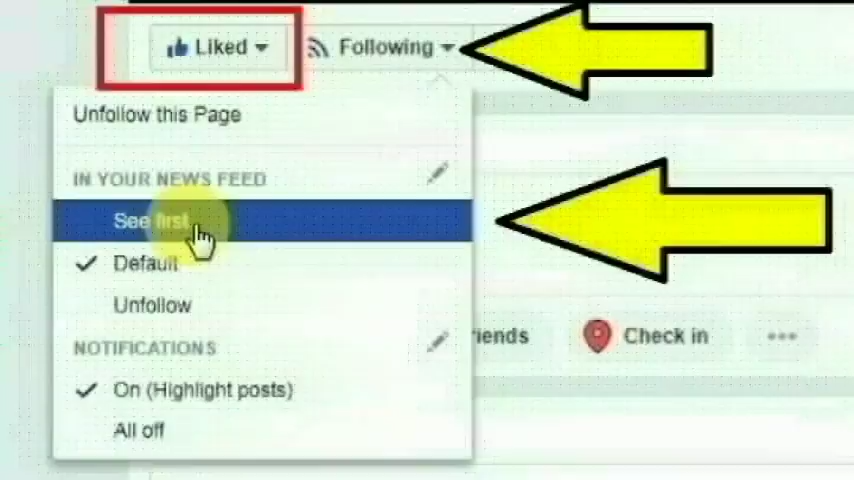 Liked Following
Unfollow this Page
IN YOUR NEWS FEED
See first
Default
Unfollow
NOTIFICATIONS
On (Highlight posts)
All off
riends Check in